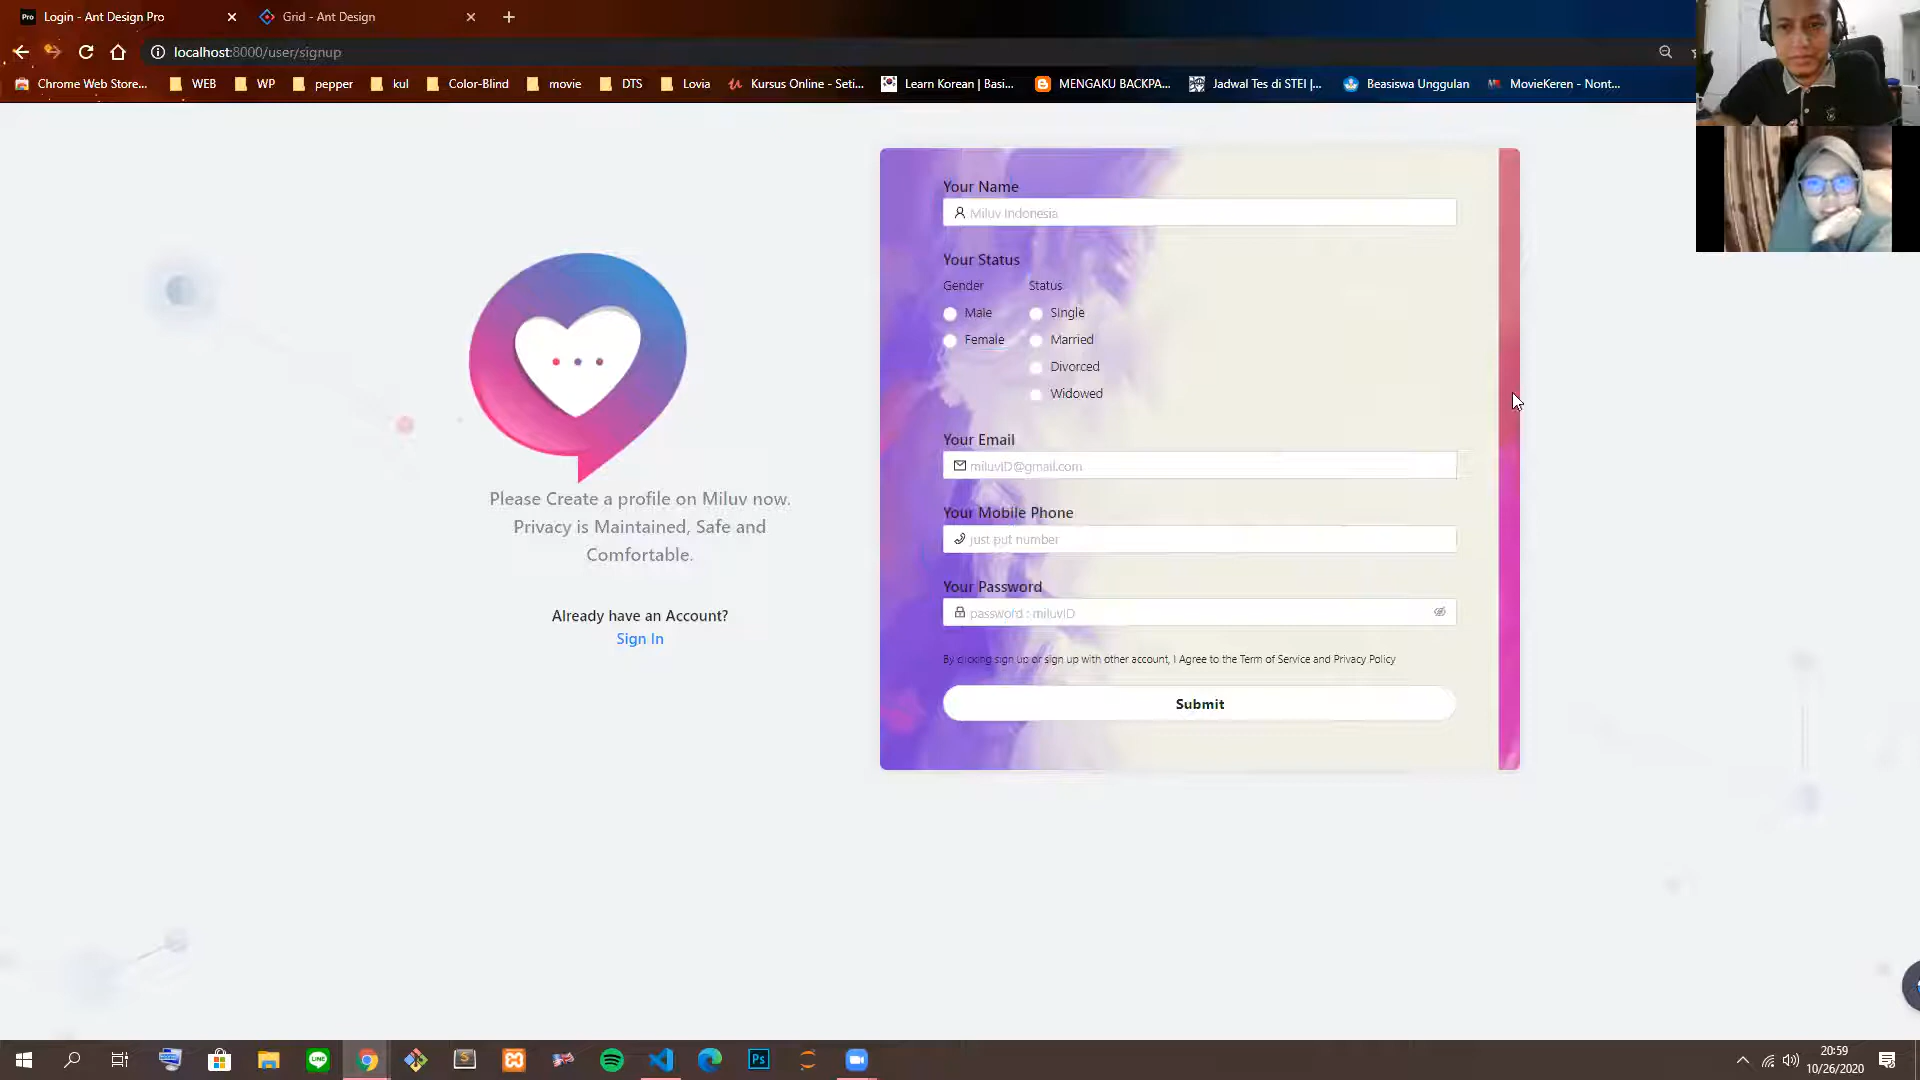 Pro Login - Ant Design Pro
Grid - Ant Design
localhost:8000/user/signup
Chrome Web Store...
WEB
WP
pepper
kul
Color-Blind
movie
DTS
Lovia
Kursus Online - Seti...
Learn Korean | Basi...
MENGAKU BACKPA...
Jadwal Tes di STEI |...
Beasiswa Unggulan
MovieKeren - Nont...
Please Create a profile on Miluv now.
Privacy is Maintained, Safe and
Comfortable.
Already have an Account?
Sign In
Your Name
Miluv Indonesia
Your Status
Gender
Status
Male
Single
Female
Married
Divorced
Widowed
Your Email
miluvID@gmail.com
Your Mobile Phone
just put number
Your Password
password : miluvID
By clicking sign up or sign up with other account, I Agree to the Term of Service and Privacy Policy
Submit
LINE
S
Ps
20:59
10/26/2020